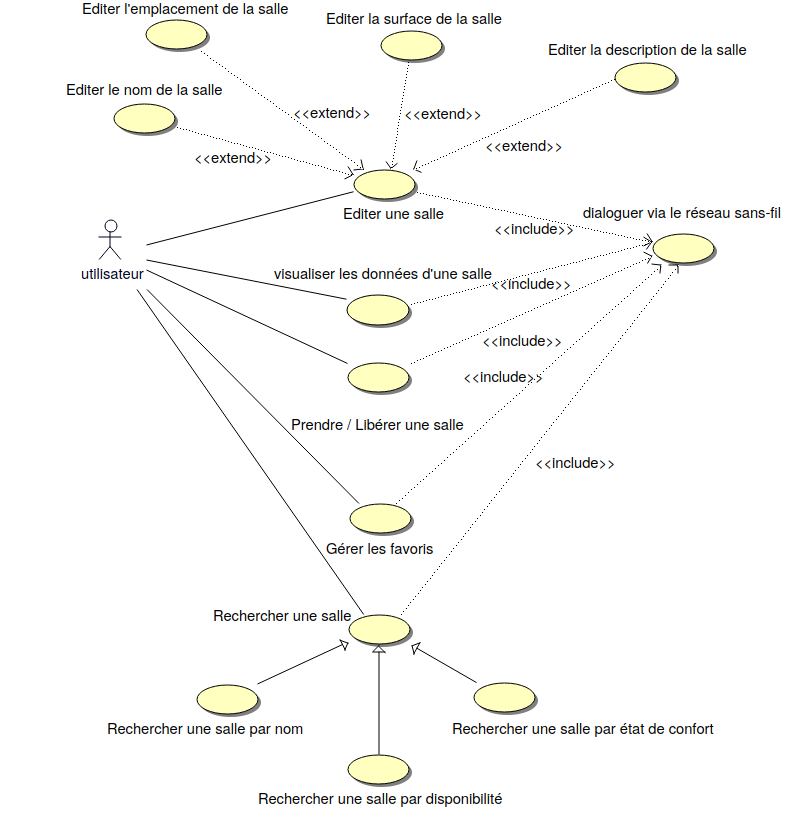 Editer l'emplacement de la salle
Editer la surface de la salle
Editer la description de la salle
Editer le nom de la salle
<<extend>>
<<extend>>
<<extend>>
<<extend>>
Editer une salle
dialoguer via le réseau sans-fil
<<include>>
utilisateur
visualiser les données d'une salle
<<include>>
<<include>>
<<include>>
Prendre / Libérer une salle
<<include>>
Gérer les favoris
Rechercher une salle
Rechercher une salle par nom
Rechercher une salle par état de confort
Rechercher une salle par disponibilité